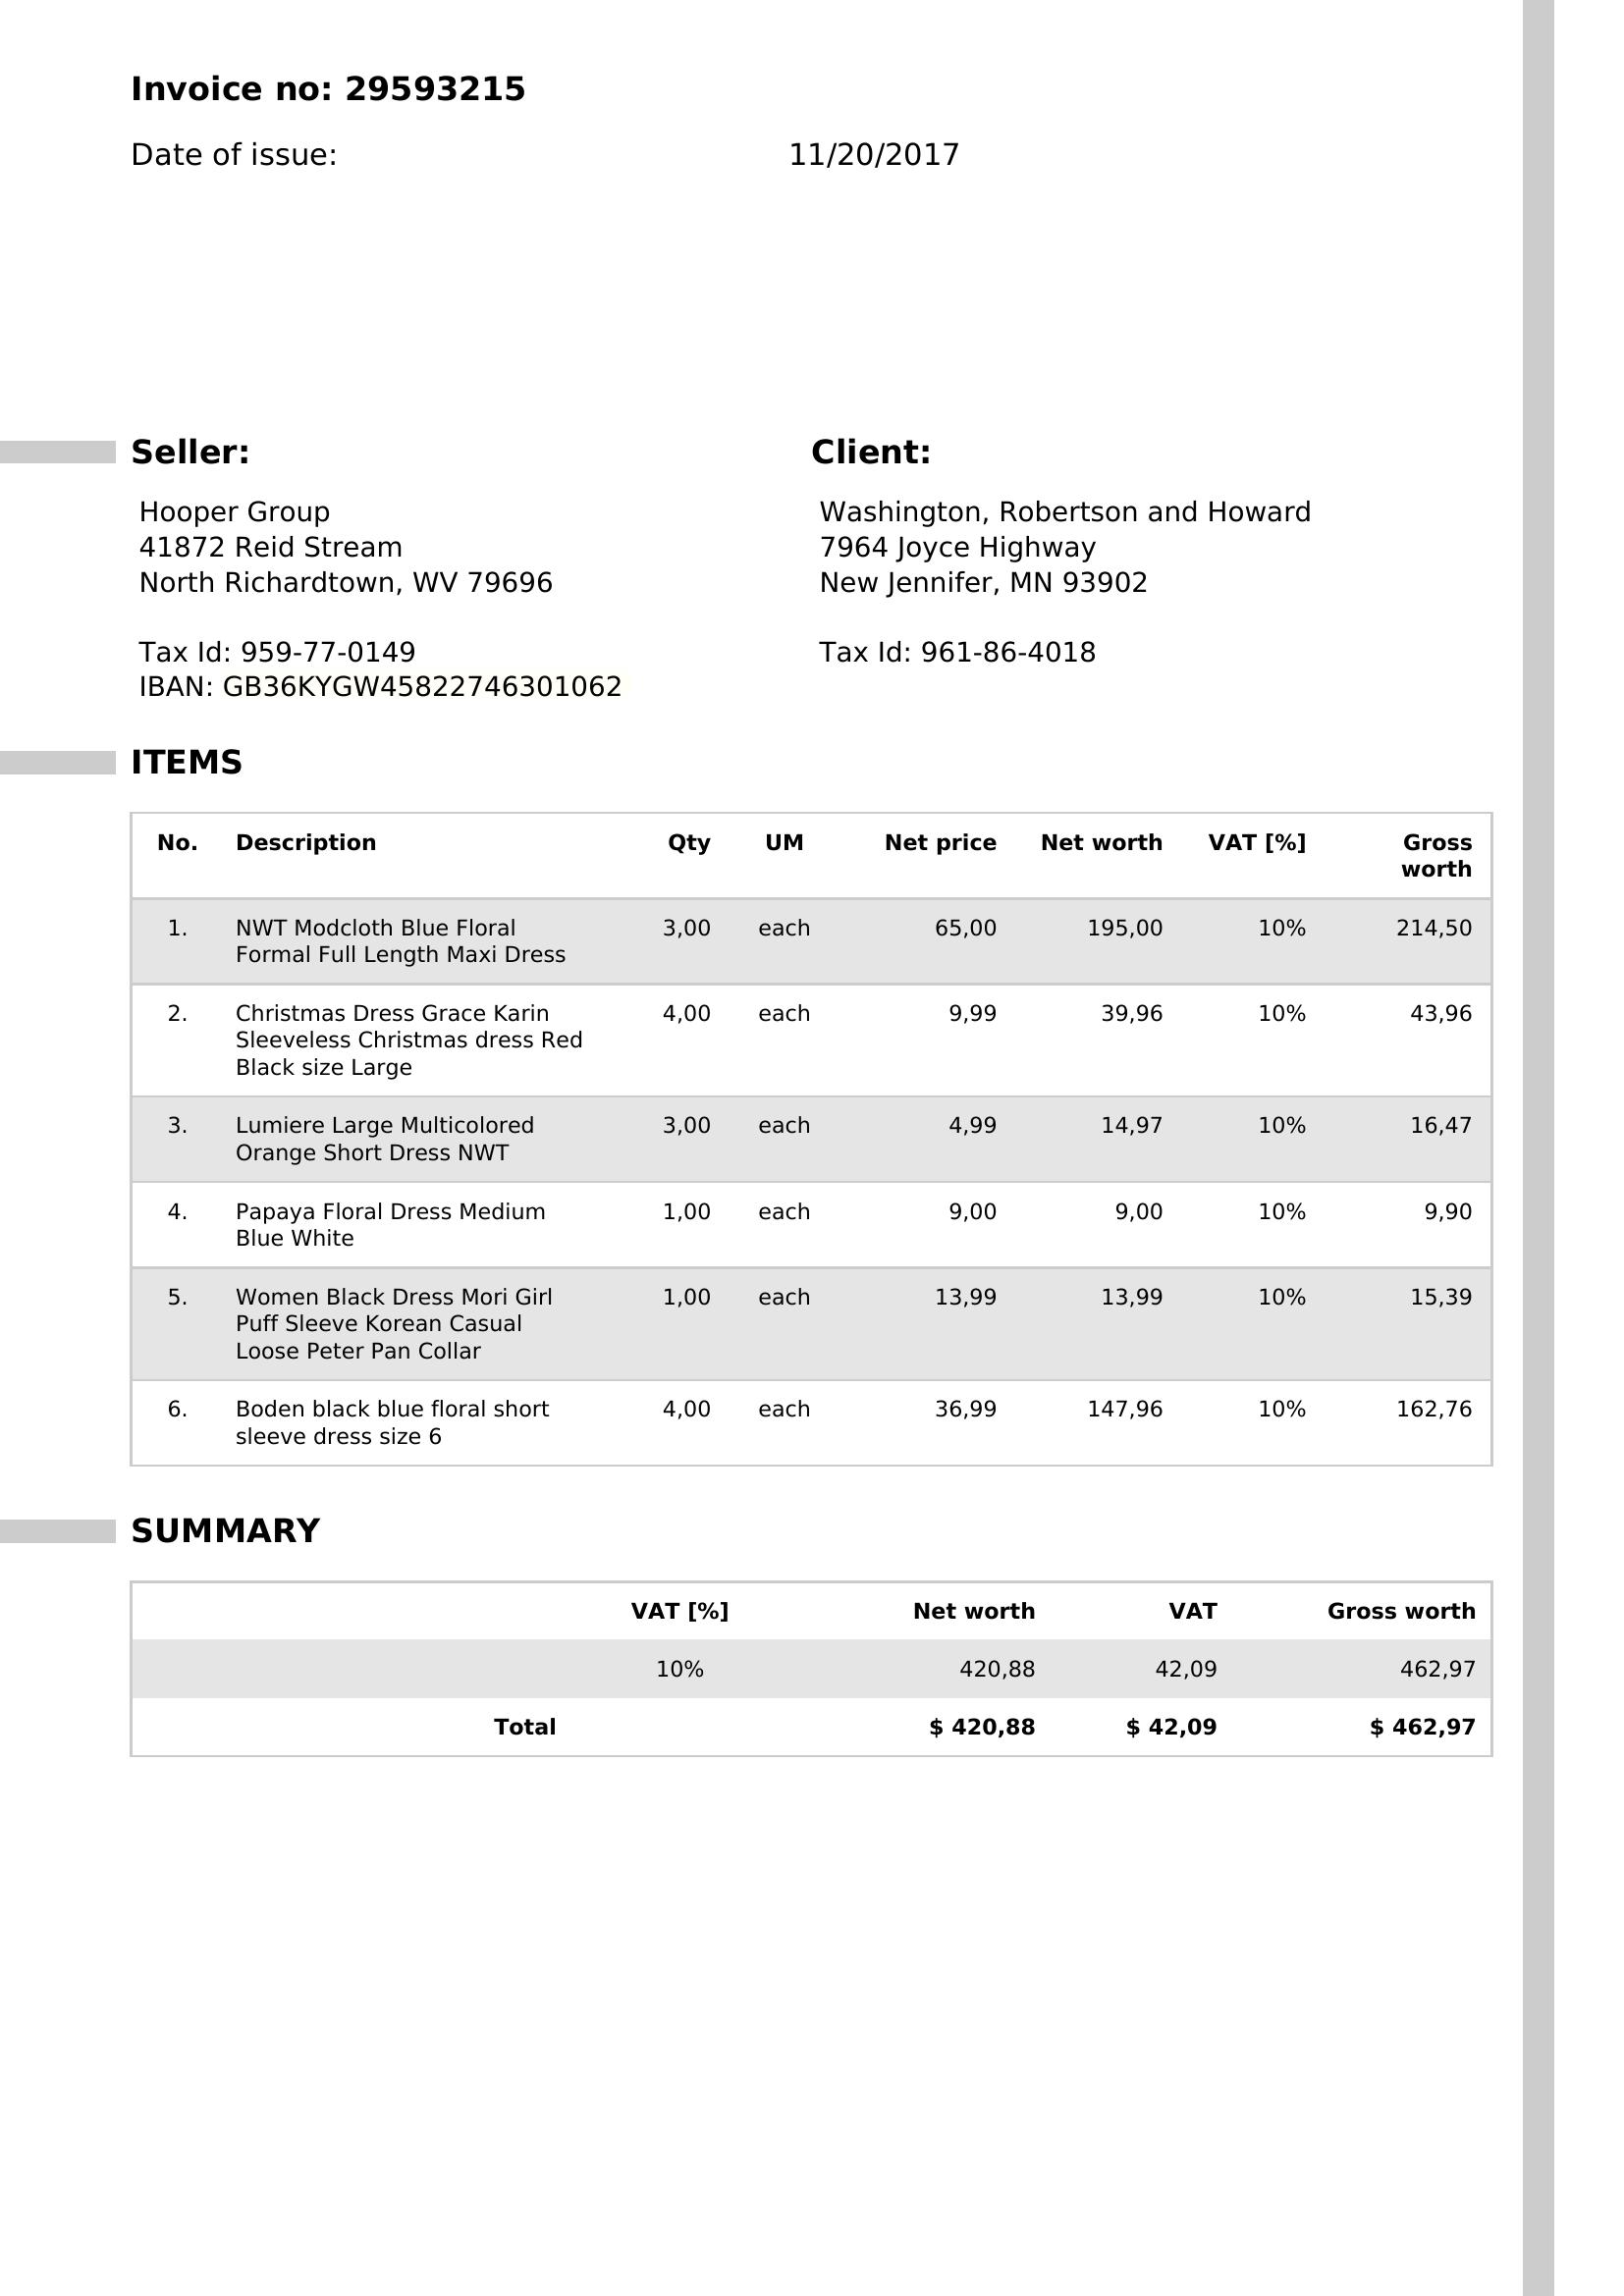 Invoice no: 29593215
Date of issue: 11/20/2017
Seller:
Hooper Group
41872 Reid Stream
North Richardtown, WV 79696
Tax Id: 959-77-0149
IBAN: GB36KYGW45822746301062
Client:
Washington, Robertson and Howard
7964 Joyce Highway
New Jennifer, MN 93902
Tax Id: 961-86-4018
ITEMS
No. Description Qty UM Net price Net worth VAT [%] Gross
worth
1. NWT Modcloth Blue Floral 3,00 each 65,00 195,00 10% 214,50
Formal Full Length Maxi Dress
2. Christmas Dress Grace Karin 4,00 each 9,99 39,96 10% 43,96
Sleeveless Christmas dress Red
Black size Large
3. Lumiere Large Multicolored 3,00 each 4,99 14,97 10% 16,47
Orange Short Dress NWT
4. Papaya Floral Dress Medium 1,00 each 9,00 9,00 10% 9,90
Blue White
5. Women Black Dress Mori Girl 1,00 each 13,99 13,99 10% 15,39
Puff Sleeve Korean Casual
Loose Peter Pan Collar
6. Boden black blue floral short 4,00 each 36,99 147,96 10% 162,76
sleeve dress size 6
SUMMARY
VAT [%] Net worth VAT Gross worth
10% 420,88 42,09 462,97
Total $ 420,88 $ 42,09 $ 462,97